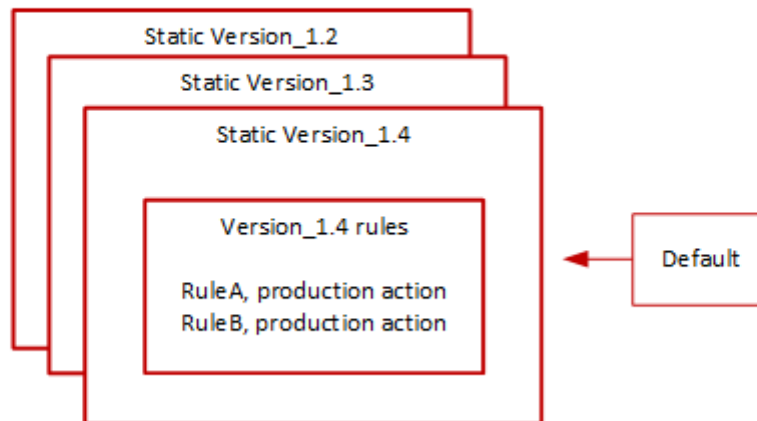 Static Version_1.2
Static Version_1.3
Static Version_1.4
Version_1.4 rules
RuleA, production action
RuleB, production action
Default